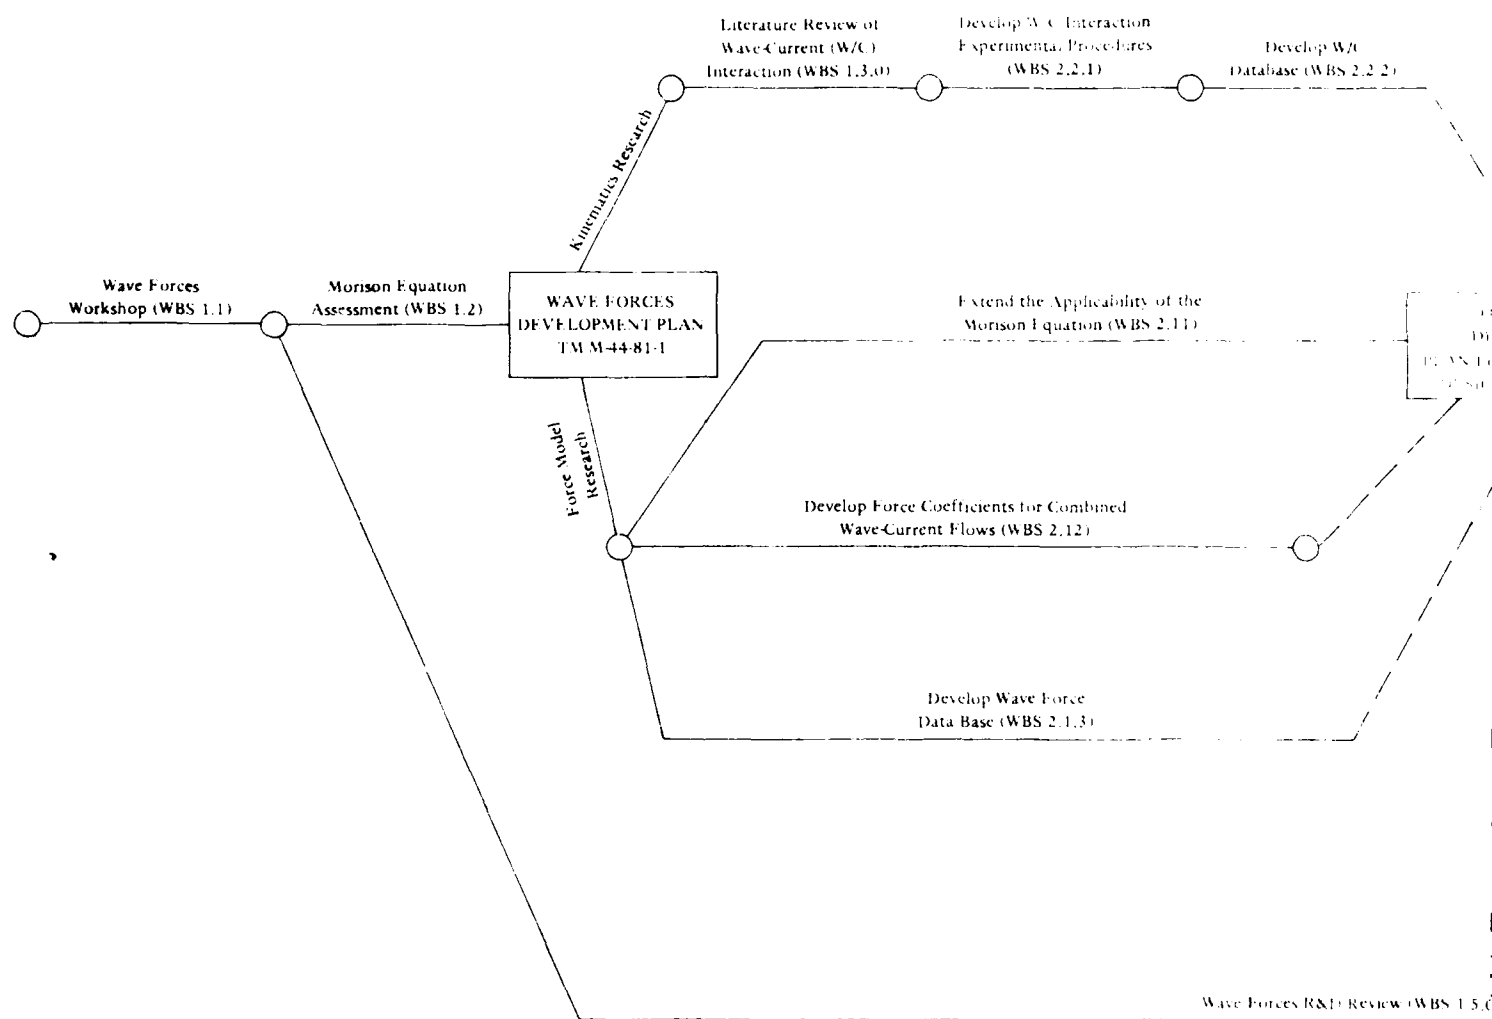 Literature Review of
Wave-Current (W/C)
Interaction (WBS 1.3.0)
Develop W/C Interaction
Experimental Procedures
(WBS 2.2.1)
Develop W/C
Database (WBS 2.2.2)
Kinematics Research
Wave Forces
Workshop (WBS 1.1)
Morison Equation
Assessment (WBS 1.2)
WAVE FORCES
DEVELOPMENT PLAN
TM M-44-81-1
Extend the Applicability of the
Morison Equation (WBS 2.11)
Force Model
Research
Develop Force Coefficients for Combined
Wave-Current Flows (WBS 2.12)
Develop Wave Force
Data Base (WBS 2.1.3)
Wave Forces R&D Review (WBS 1.5.0